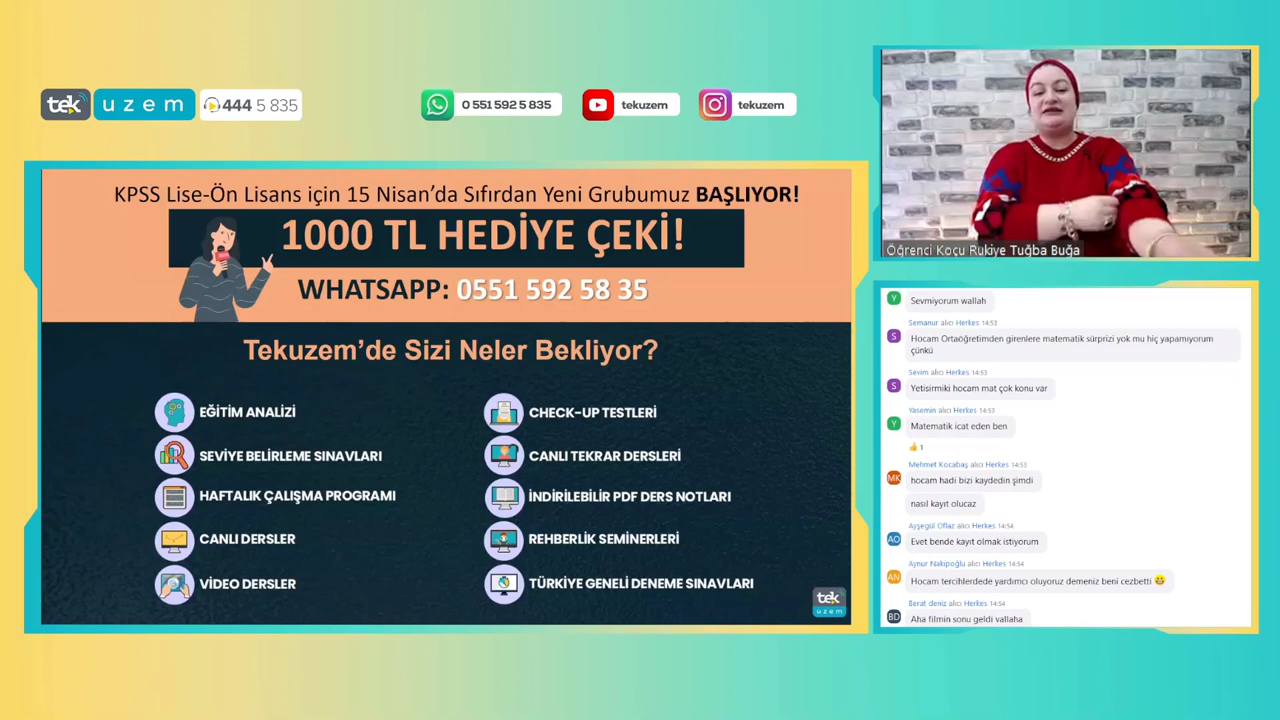 tek uzem 444 5 835
0 551 592 5 835
tekuzem
tekuzem
KPSS Lise-Ön Lisans için 15 Nisan’da Sıfırdan Yeni Grubumuz BAŞLIYOR!
1000 TL HEDİYE ÇEKİ!
WHATSAPP: 0551 592 58 35
Tekuzem’de Sizi Neler Bekliyor?
EĞİTİM ANALİZİ
SEVİYE BELİRLEME SINAVLARI
HAFTALIK ÇALIŞMA PROGRAMI
CANLI DERSLER
VİDEO DERSLER
CHECK-UP TESTLERİ
CANLI TEKRAR DERSLERİ
İNDİRİLEBİLİR PDF DERS NOTLARI
REHBERLİK SEMİNERLERİ
TÜRKİYE GENELİ DENEME SINAVLARI
tek
uzem
Öğrenci Koçu Rukiye Tuğba Buğa
Y
Sevmiyorum wallah
Semanur alıcı Herkes 14:53
S
Hocam Ortaöğretimden girenlere matematik sürprizi yok mu hiç yapamıyorum
çünkü
Sevim alıcı Herkes 14:53
S
Yetisirmiki hocam mat çok konu var
Yasemin alıcı Herkes 14:53
Y
Matematik icat eden ben
👍 1
Mehmet Kocabaş alıcı Herkes 14:53
MK
hocam hadi bizi kaydedin şimdi
nasıl kayıt olucaz
Ayşegül Oflaz alıcı Herkes 14:54
AO
Evet bende kayıt olmak istiyorum
Aynur Nakıpoğlu alıcı Herkes 14:54
AN
Hocam tercihlerdede yardımcı oluyoruz demeniz beni cezbetti 😄
Berat deniz alıcı Herkes 14:54
BD
Aha filmin sonu geldi vallaha